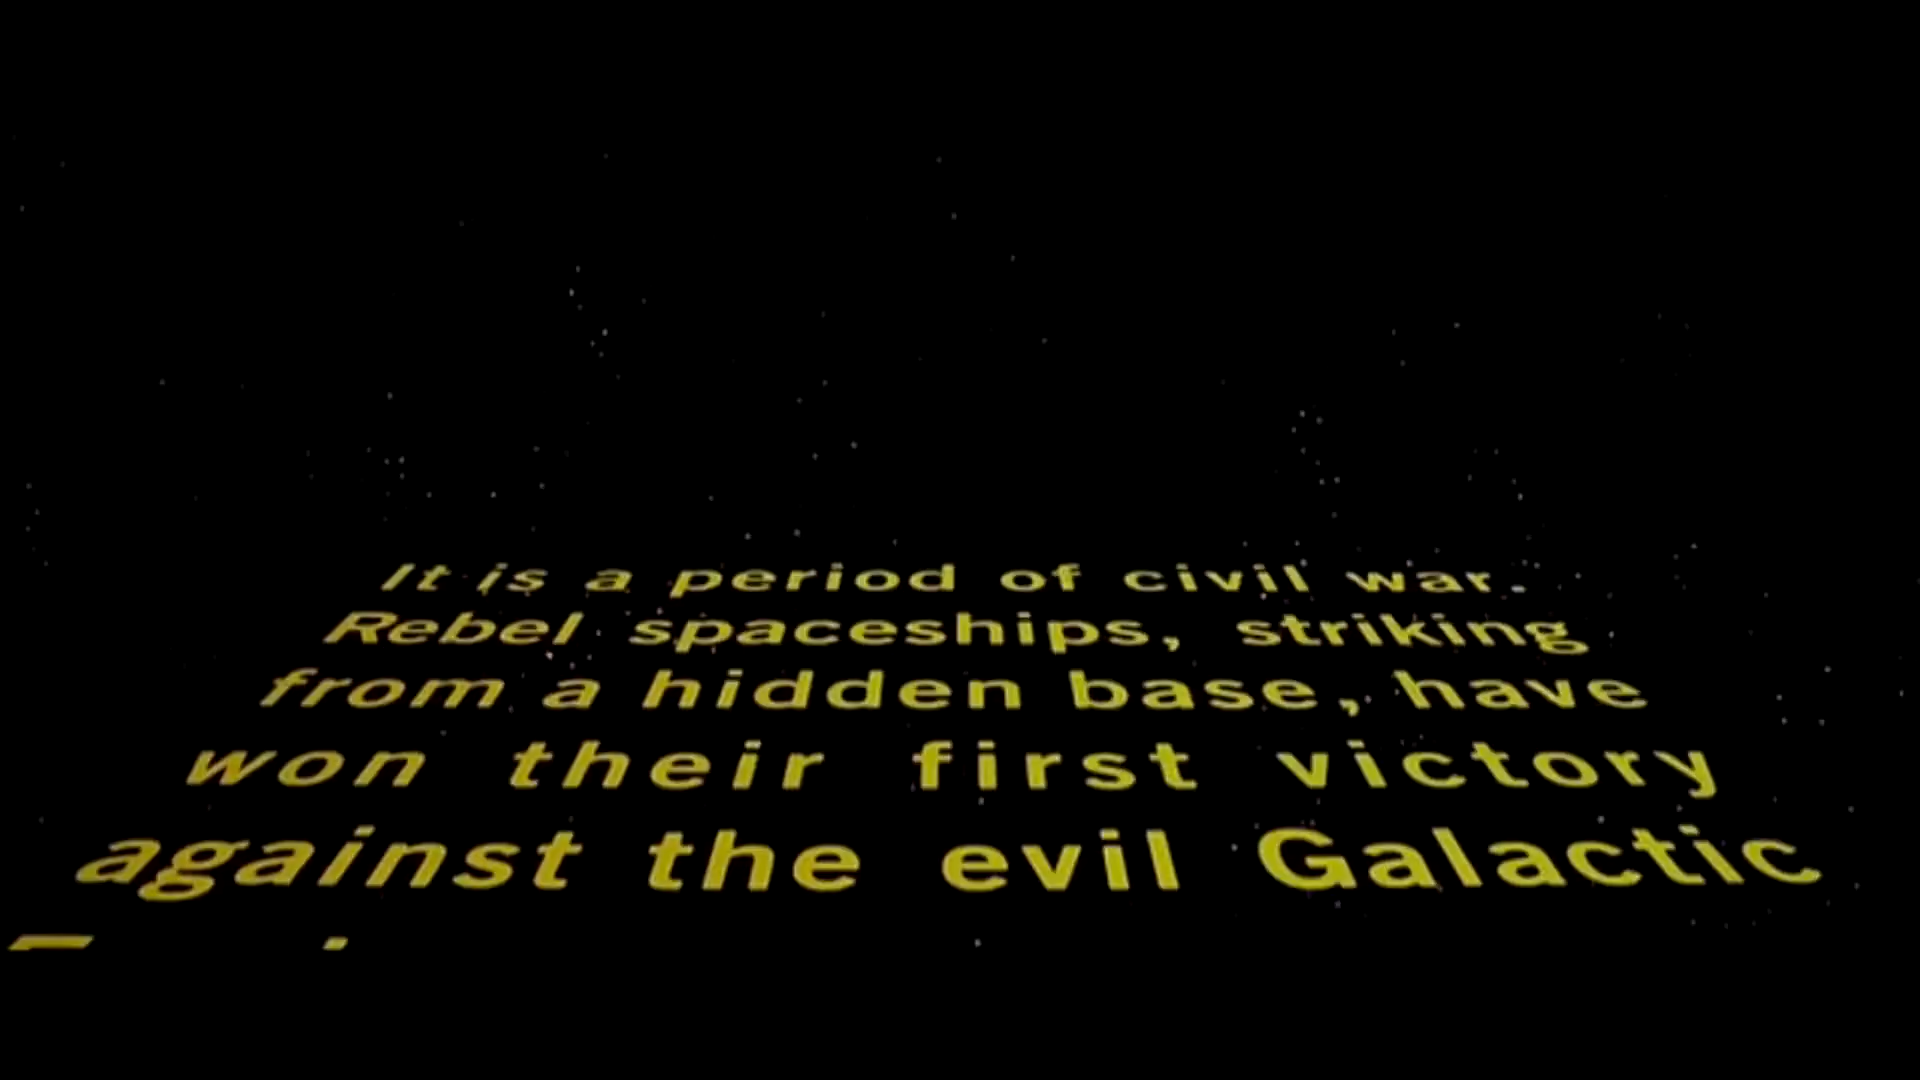 It is a period of civil war.
Rebel spaceships, striking
from a hidden base, have
won their first victory
against the evil Galactic